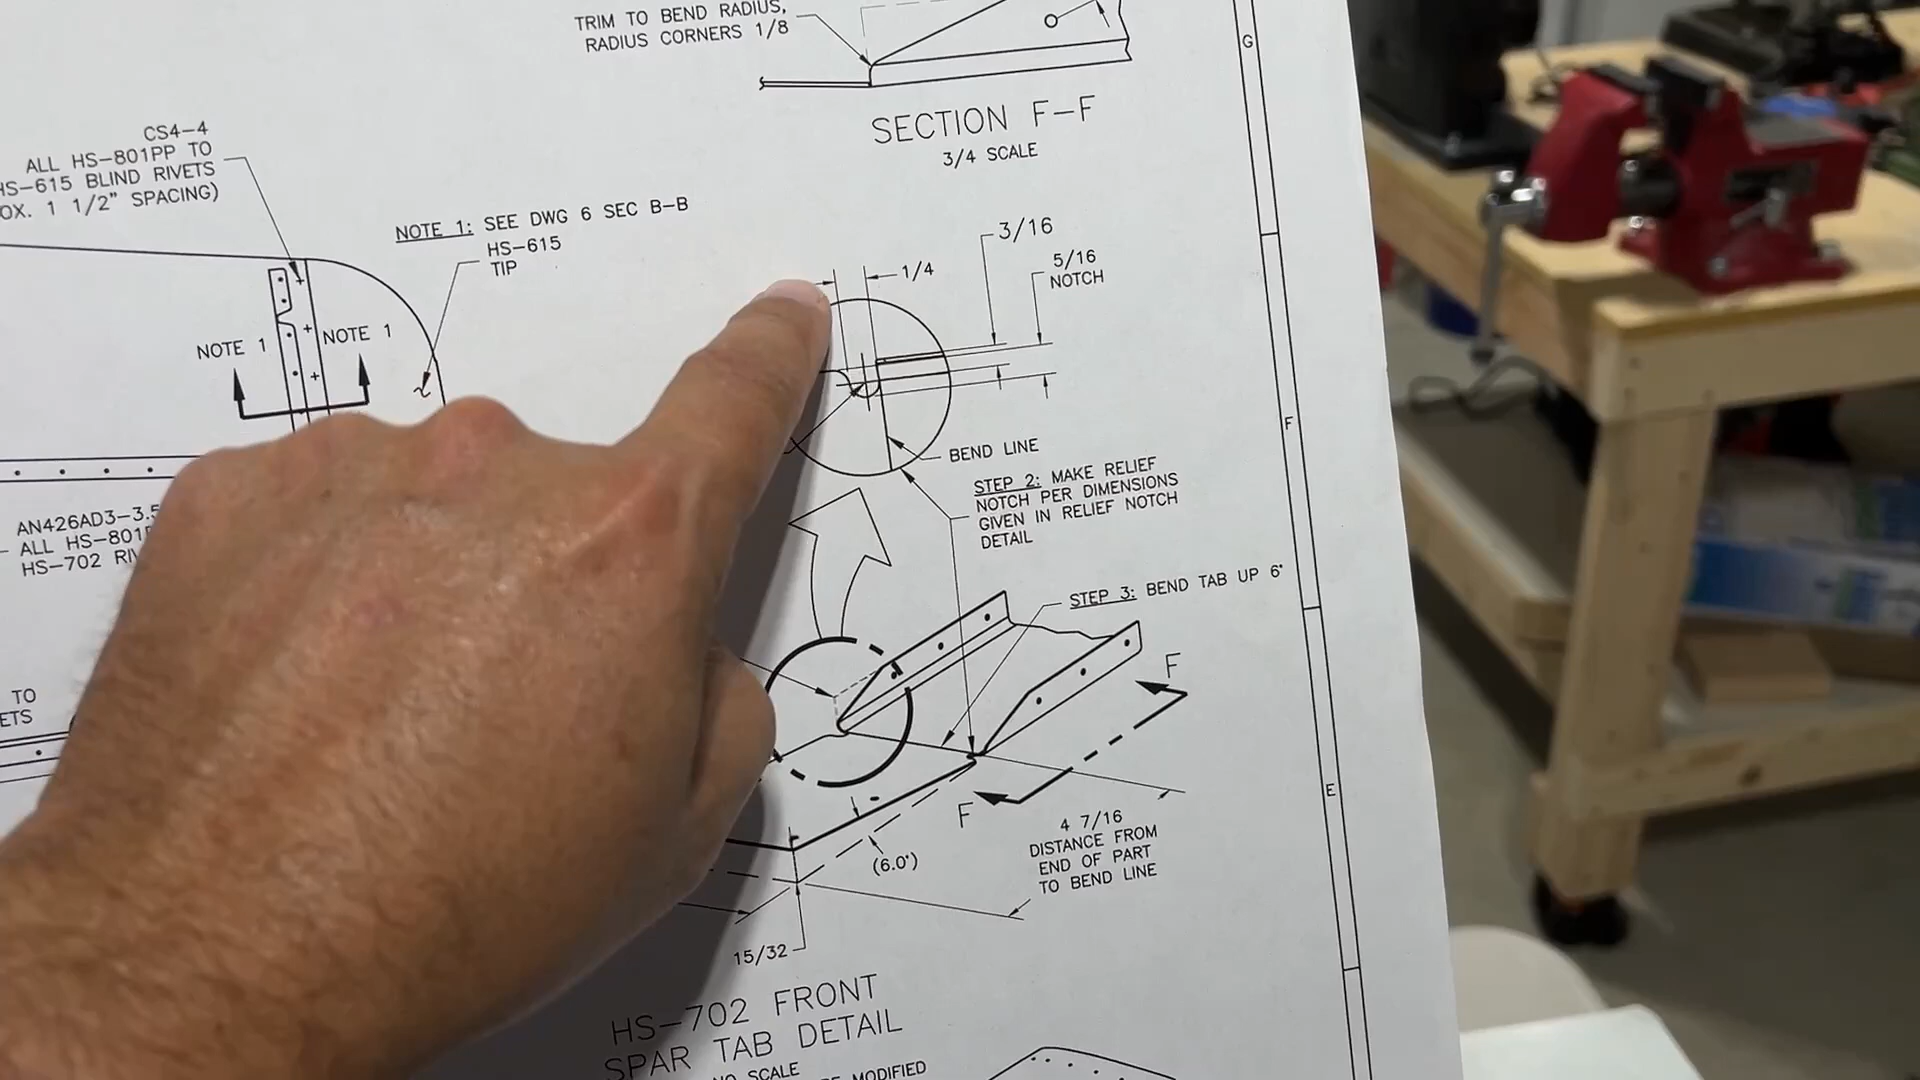 TRIM TO BEND RADIUS,
RADIUS CORNERS 1/8
G
SECTION F-F
3/4 SCALE
CS4-4
ALL HS-801PP TO
HS-615 BLIND RIVETS
1 1/2" SPACING)
NOTE 1: SEE DWG 6 SEC B-B
HS-615
TIP
NOTE 1
NOTE 1
3/16
1/4
5/16
NOTCH
F
BEND LINE
STEP 2: MAKE RELIEF
NOTCH PER DIMENSIONS
GIVEN IN RELIEF NOTCH
DETAIL
AN426AD3-3.5
ALL HS-801
HS-702
STEP 3: BEND TAB UP 6°
TO
F
F
E
4 7/16
DISTANCE FROM
END OF PART
TO BEND LINE
(6.0°)
15/32
HS-702 FRONT
SPAR TAB DETAIL
NO SCALE
MODIFIED